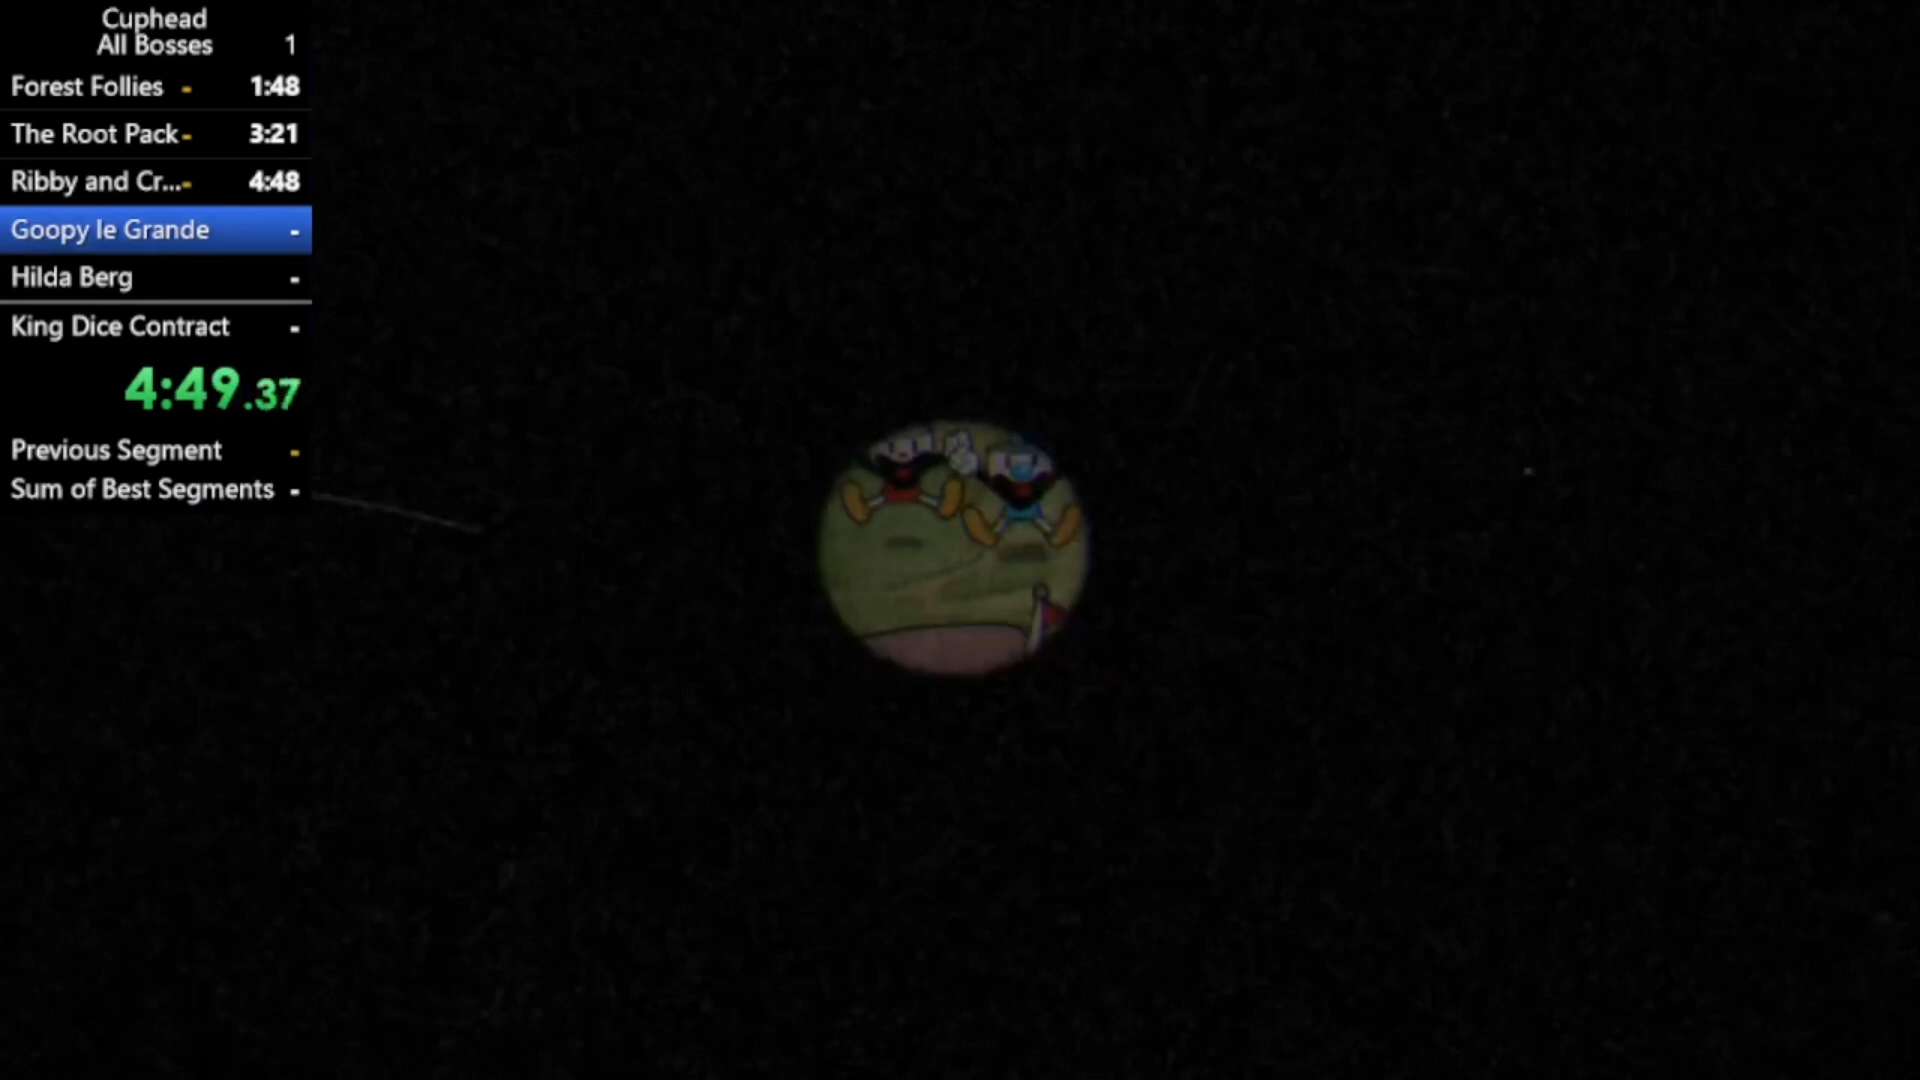 Cuphead
All Bosses 1
Forest Follies - 1:48
The Root Pack - 3:21
Ribby and Cr... - 4:48
Goopy le Grande -
Hilda Berg -
King Dice Contract -
4:49.37
Previous Segment -
Sum of Best Segments -